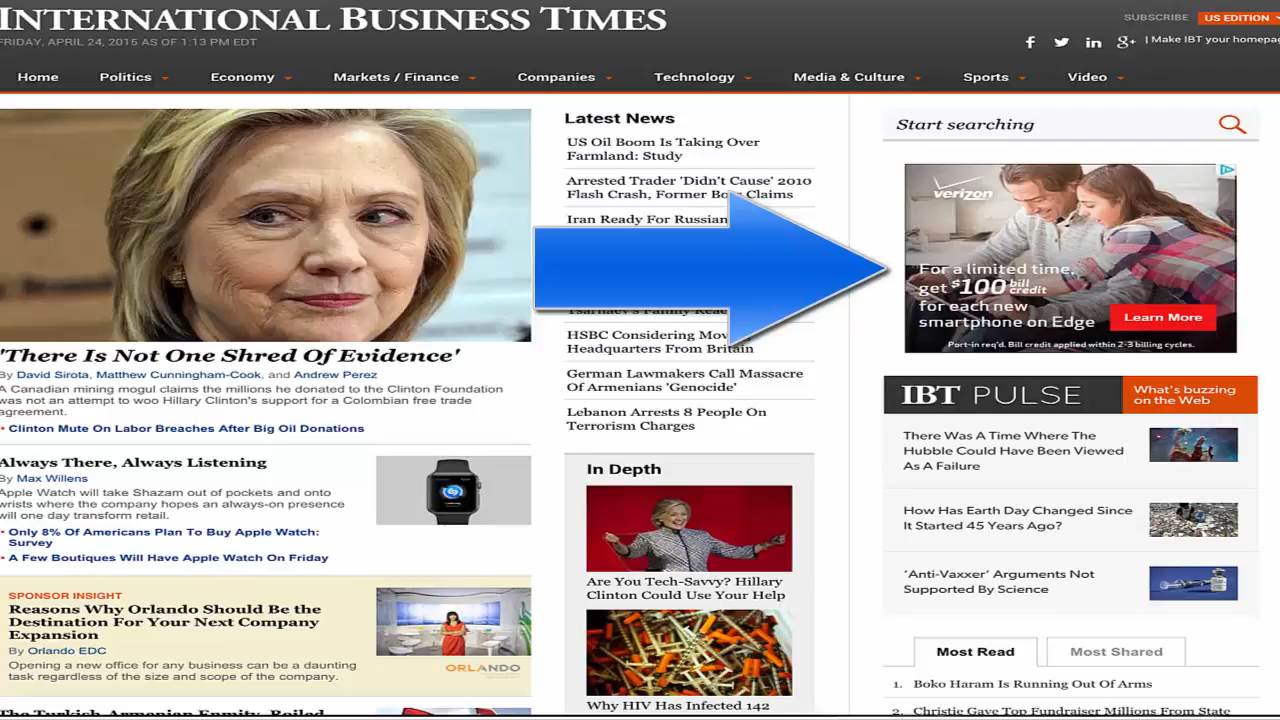 INTERNATIONAL BUSINESS TIMES
FRIDAY, APRIL 24, 2015 AS OF 1:13 PM EDT
SUBSCRIBE US EDITION
| Make IBT your homepag
Home Politics Economy Markets / Finance Companies Technology Media & Culture Sports Video
'There Is Not One Shred Of Evidence'
By David Sirota, Matthew Cunningham-Cook, and Andrew Perez
A Canadian mining mogul claims the millions he donated to the Clinton Foundation
was not an attempt to woo Hillary Clinton's support for a Colombian free trade
agreement.
• Clinton Mute On Labor Breaches After Big Oil Donations
Always There, Always Listening
By Max Willens
Apple Watch will take Shazam out of pockets and onto
wrists where the company hopes an always-on presence
will one day transform retail.
• Only 8% Of Americans Plan To Buy Apple Watch:
Survey
• A Few Boutiques Will Have Apple Watch On Friday
SPONSOR INSIGHT
Reasons Why Orlando Should Be the
Destination For Your Next Company
Expansion
By Orlando EDC
Opening a new office for any business can be a daunting
task regardless of the size and scope of the company.
ORLANDO
The Turkish-Armenian Enmity, Boiled
Latest News
US Oil Boom Is Taking Over
Farmland: Study
Arrested Trader 'Didn't Cause' 2010
Flash Crash, Former Claims
Iran Ready For Russian
Tsarnaev's Family
HSBC Considering
Headquarters From Britain
German Lawmakers Call Massacre
Of Armenians 'Genocide'
Lebanon Arrests 8 People On
Terrorism Charges
In Depth
Are You Tech-Savvy? Hillary
Clinton Could Use Your Help
Why HIV Has Infected 142
Start searching
verizon
For a limited time,
get $100 bill credit
for each new
smartphone on Edge
Learn More
Port-in req'd. Bill credit applied within 2-3 billing cycles.
IBT PULSE
What's buzzing
on the Web
There Was A Time Where The
Hubble Could Have Been Viewed
As A Failure
How Has Earth Day Changed Since
It Started 45 Years Ago?
'Anti-Vaxxer' Arguments Not
Supported By Science
Most Read Most Shared
1. Boko Haram Is Running Out Of Arms
2. Christie Gave Top Fundraiser Millions From State